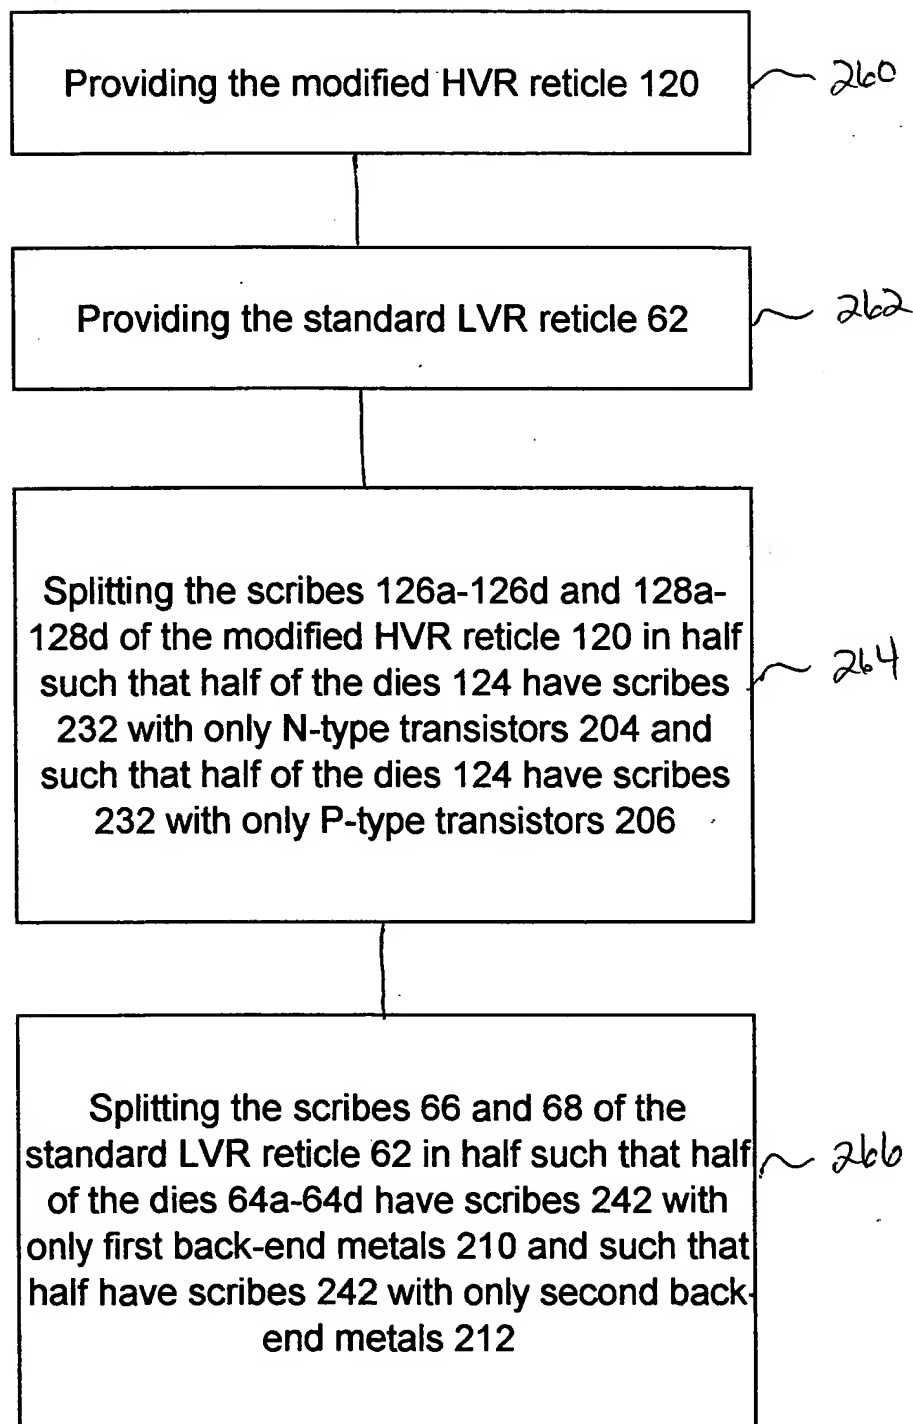 Providing the modified HVR reticle 120
260
Providing the standard LVR reticle 62
262
Splitting the scribes 126a-126d and 128a-
128d of the modified HVR reticle 120 in half
such that half of the dies 124 have scribes
232 with only N-type transistors 204 and
such that half of the dies 124 have scribes
232 with only P-type transistors 206
264
Splitting the scribes 66 and 68 of the
standard LVR reticle 62 in half such that half
of the dies 64a-64d have scribes 242 with
only first back-end metals 210 and such that
half have scribes 242 with only second back-
end metals 212
266